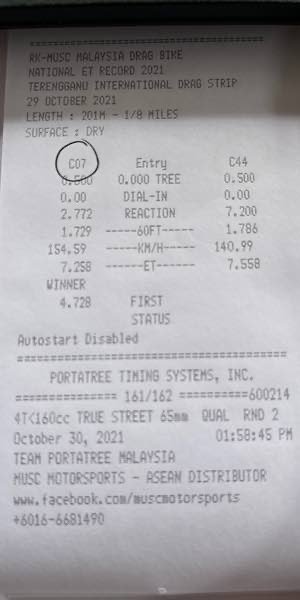 =====================================
RK-MUSC MALAYSIA DRAG BIKE
NATIONAL ET RECORD 2021
TERENGGANU INTERNATIONAL DRAG STRIP
29 OCTOBER 2021
LENGTH : 201M - 1/8 MILES
SURFACE : DRY
C07 Entry C44
0.500 0.000 TREE 0.500
0.00 DIAL-IN 0.00
2.772 REACTION 7.200
1.729 -----60FT----- 1.786
154.59 -----KM/H----- 140.99
7.258 ------ET------ 7.558
WINNER
4.728 FIRST
STATUS
Autostart Disabled
=====================================
PORTATREE TIMING SYSTEMS, INC.
============== 161/162 ==========600214
4T<160cc TRUE STREET 65mm QUAL RND 2
October 30, 2021 01:58:45 PM
TEAM PORTATREE MALAYSIA
MUSC MOTORSPORTS - ASEAN DISTRIBUTOR
www.facebook.com/muscmotorsports
+6016-6681490